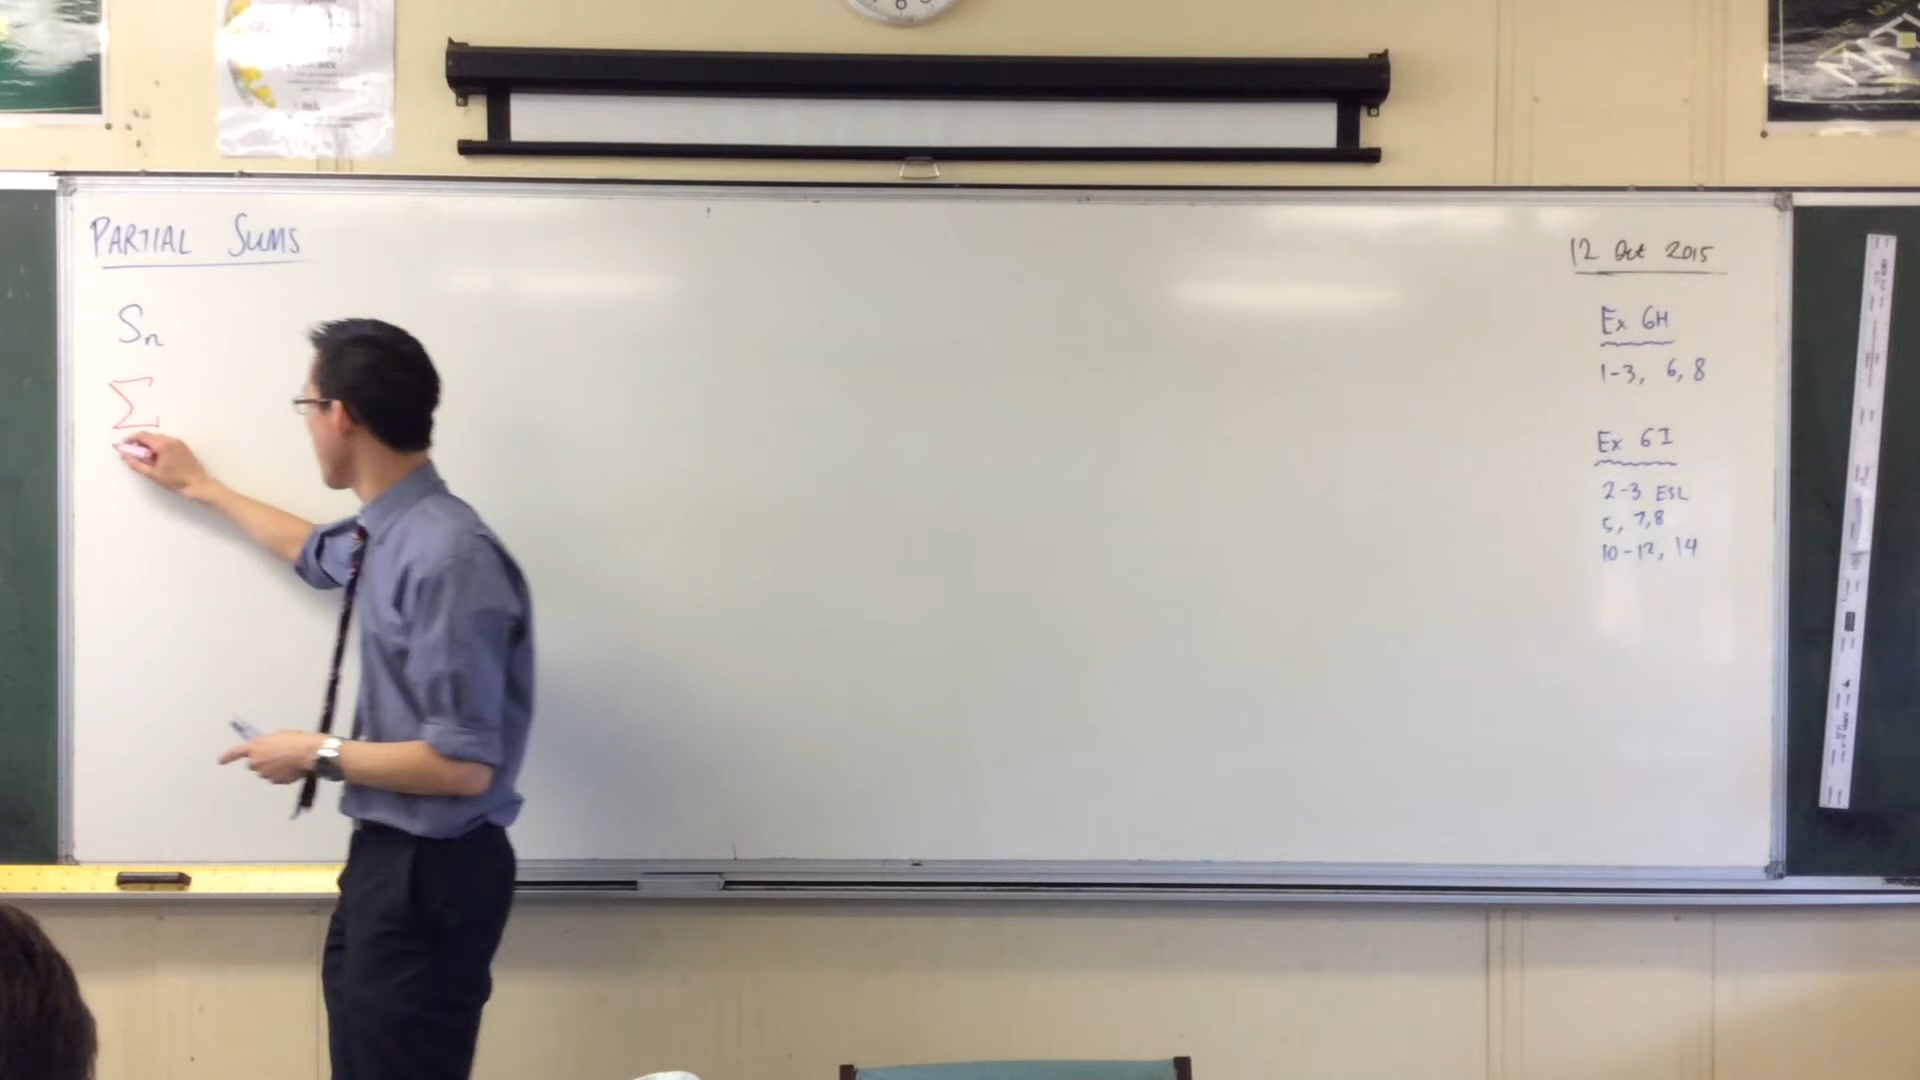 PARTIAL SUMS
Sn
Σ
12 Oct 2015
Ex 6H
1-3, 6, 8
Ex 6I
2-3 ESL
5, 7,8
10-12, 14